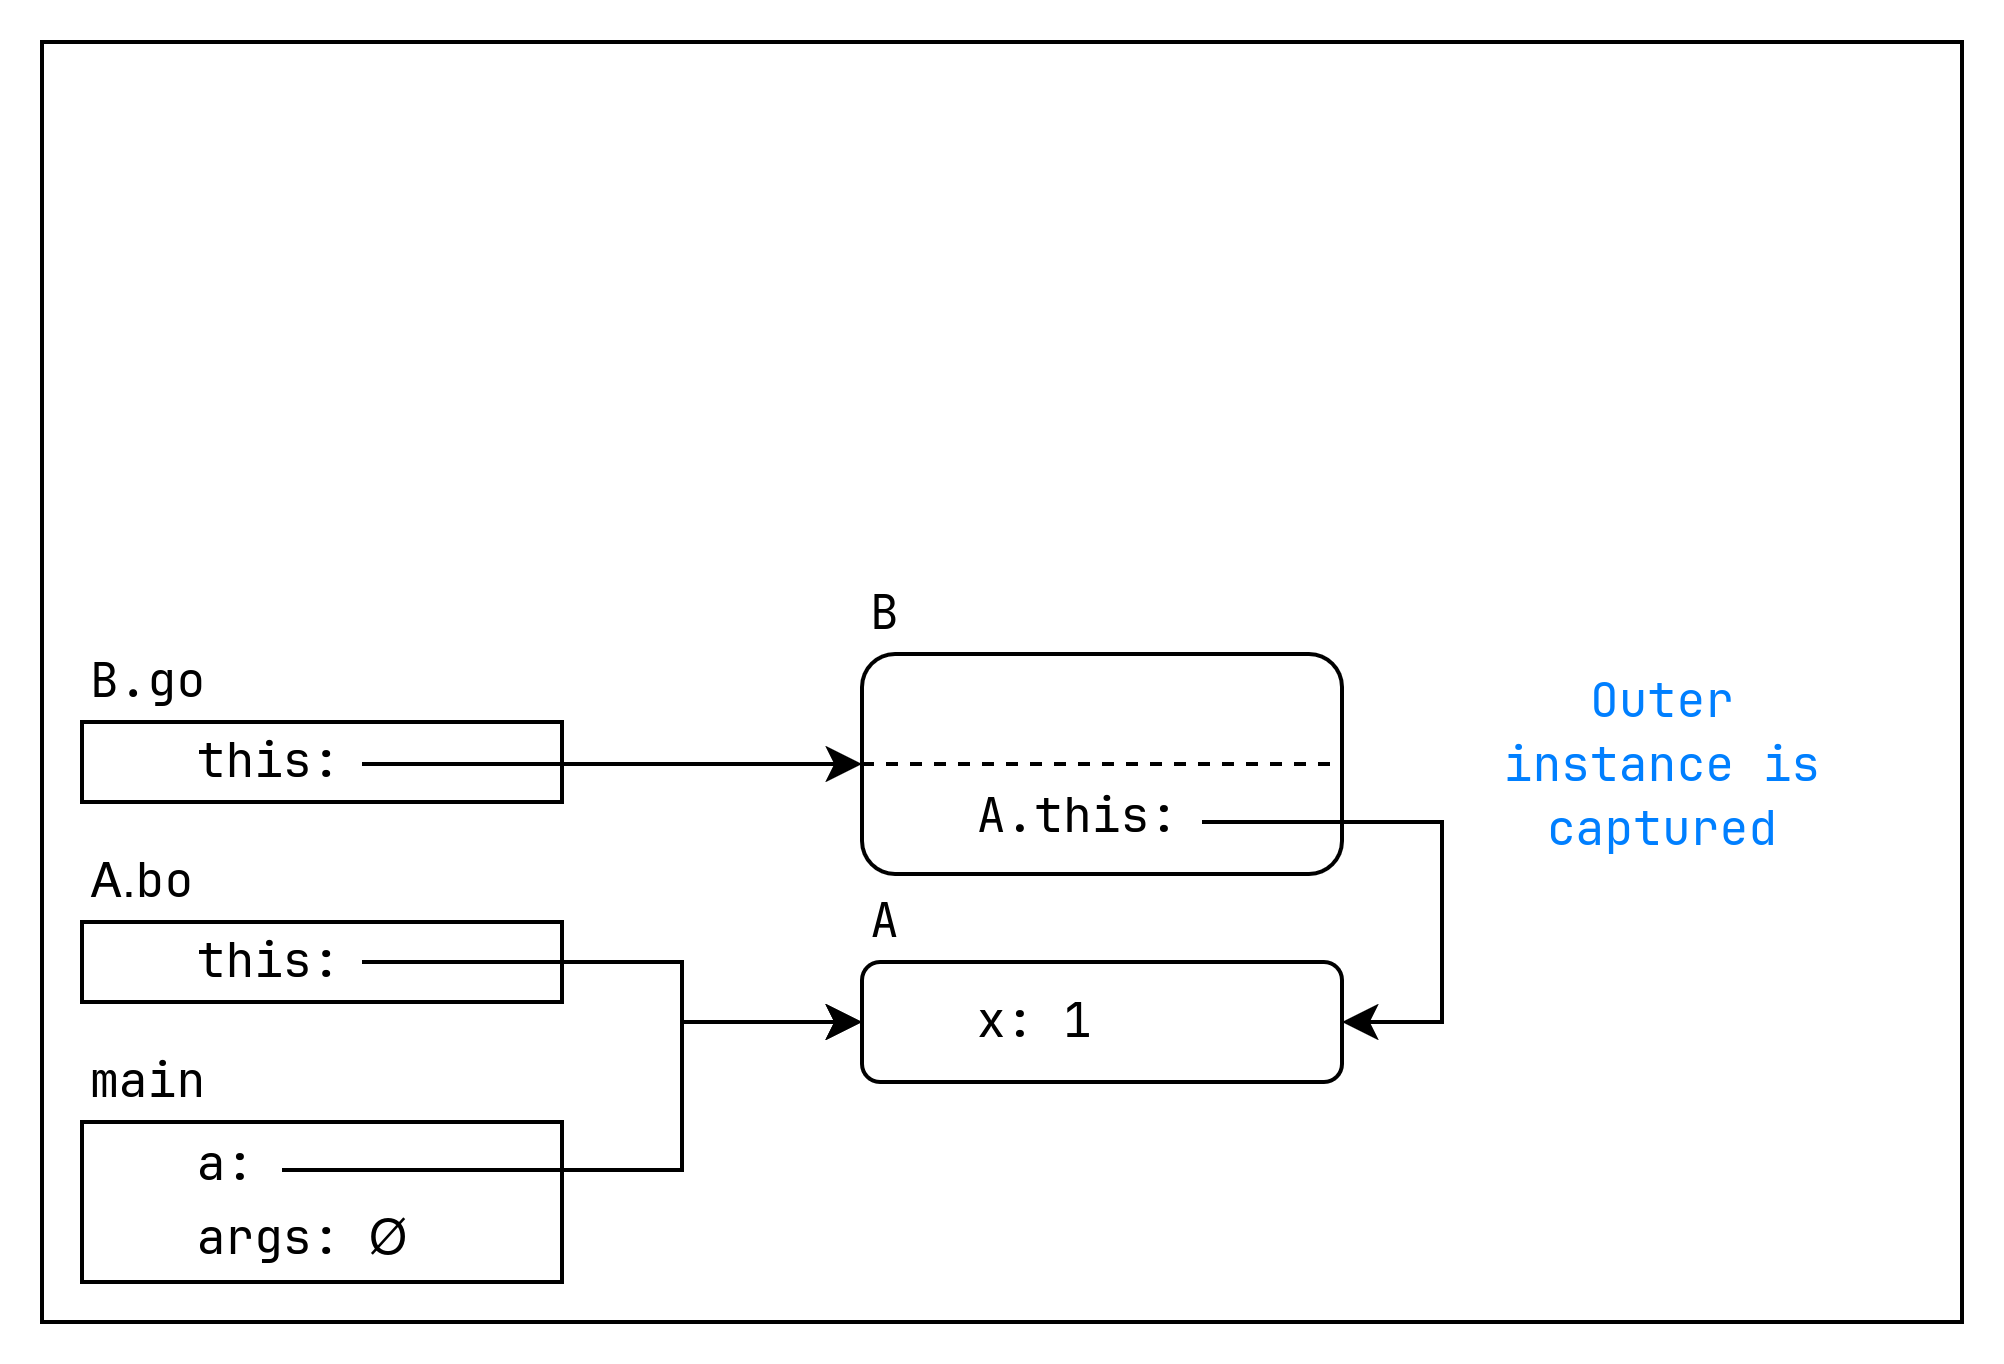 B
B.go
this:
A.this:
Outer
instance is
captured
A.bo
this:
A
x: 1
main
a:
args: Ø